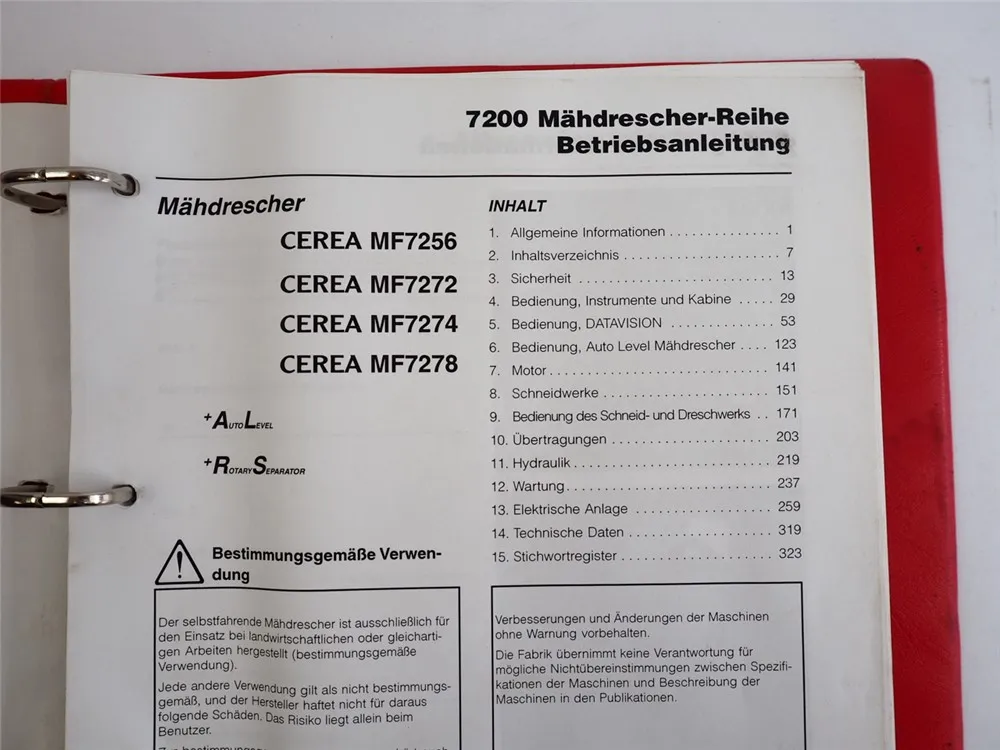 7200 Mähdrescher-Reihe
Betriebsanleitung
Mähdrescher
CEREA MF7256
CEREA MF7272
CEREA MF7274
CEREA MF7278
+AUTOLEVEL
+ROTARYSEPARATOR
INHALT
1. Allgemeine Informationen . . . . . . . . . . . . . . . 1
2. Inhaltsverzeichnis . . . . . . . . . . . . . . . . . . . . . . 7
3. Sicherheit . . . . . . . . . . . . . . . . . . . . . . . . . . 13
4. Bedienung, Instrumente und Kabine . . . . . 29
5. Bedienung, DATAVISION . . . . . . . . . . . . . . 53
6. Bedienung, Auto Level Mähdrescher . . . . 123
7. Motor . . . . . . . . . . . . . . . . . . . . . . . . . . . . 141
8. Schneidwerke . . . . . . . . . . . . . . . . . . . . . . 151
9. Bedienung des Schneid- und Dreschwerks . . 171
10. Übertragungen . . . . . . . . . . . . . . . . . . . . 203
11. Hydraulik . . . . . . . . . . . . . . . . . . . . . . . . . 219
12. Wartung . . . . . . . . . . . . . . . . . . . . . . . . . . 237
13. Elektrische Anlage . . . . . . . . . . . . . . . . . 259
14. Technische Daten . . . . . . . . . . . . . . . . . . 319
15. Stichwortregister . . . . . . . . . . . . . . . . . . . 323
Bestimmungsgemäße Verwen-
dung
Der selbstfahrende Mähdrescher ist ausschließlich für
den Einsatz bei landwirtschaftlichen oder gleicharti-
gen Arbeiten hergestellt (bestimmungsgemäße
Verwendung).
Jede andere Verwendung gilt als nicht bestimmungs-
gemäß, und der Hersteller haftet nicht für daraus
folgende Schäden. Das Risiko liegt allein beim
Benutzer.
Verbesserungen und Änderungen der Maschinen
ohne Warnung vorbehalten.
Die Fabrik übernimmt keine Verantwortung für
mögliche Nichtübereinstimmungen zwischen Spezifi-
kationen der Maschinen und Beschreibung der
Maschinen in den Publikationen.